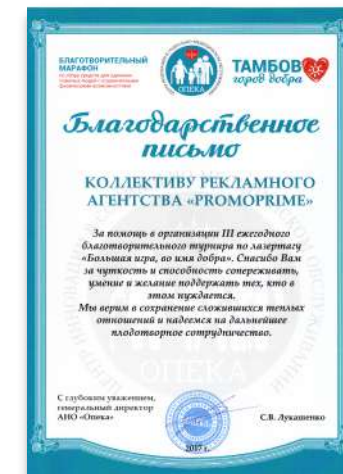 БЛАГОТВОРИТЕЛЬНЫЙ
МАРАФОН
ОПЕКА
ТАМБОВ
город добра
Благодарственное
письмо
КОЛЛЕКТИВУ РЕКЛАМНОГО
АГЕНТСТВА «PROMOPRIME»
За помощь в организации III ежегодного
благотворительного турнира по лазертагу
«Большая игра, во имя добра». Спасибо Вам
за чуткость и способность сопереживать,
умение и желание поддержать тех, кто в
этом нуждается.
Мы верим в сохранение сложившихся теплых
отношений и надеемся на дальнейшее
плодотворное сотрудничество.
ОПЕКА
С глубоким уважением,
генеральный директор
АНО «Опека»
С.В. Лукашенко
2017 г.